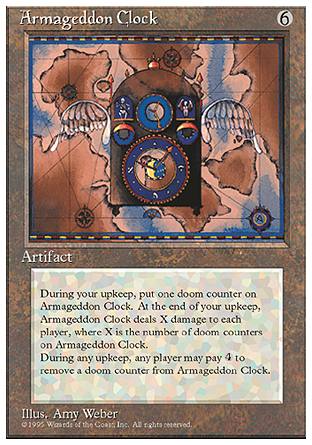 Armageddon Clock 6
Artifact
During your upkeep, put one doom counter on
Armageddon Clock. At the end of your upkeep,
Armageddon Clock deals X damage to each
player, where X is the number of doom counters
on Armageddon Clock.
During any upkeep, any player may pay 4 to
remove a doom counter from Armageddon Clock.
Illus. Amy Weber
©1995 Wizards of the Coast, Inc. All rights reserved.